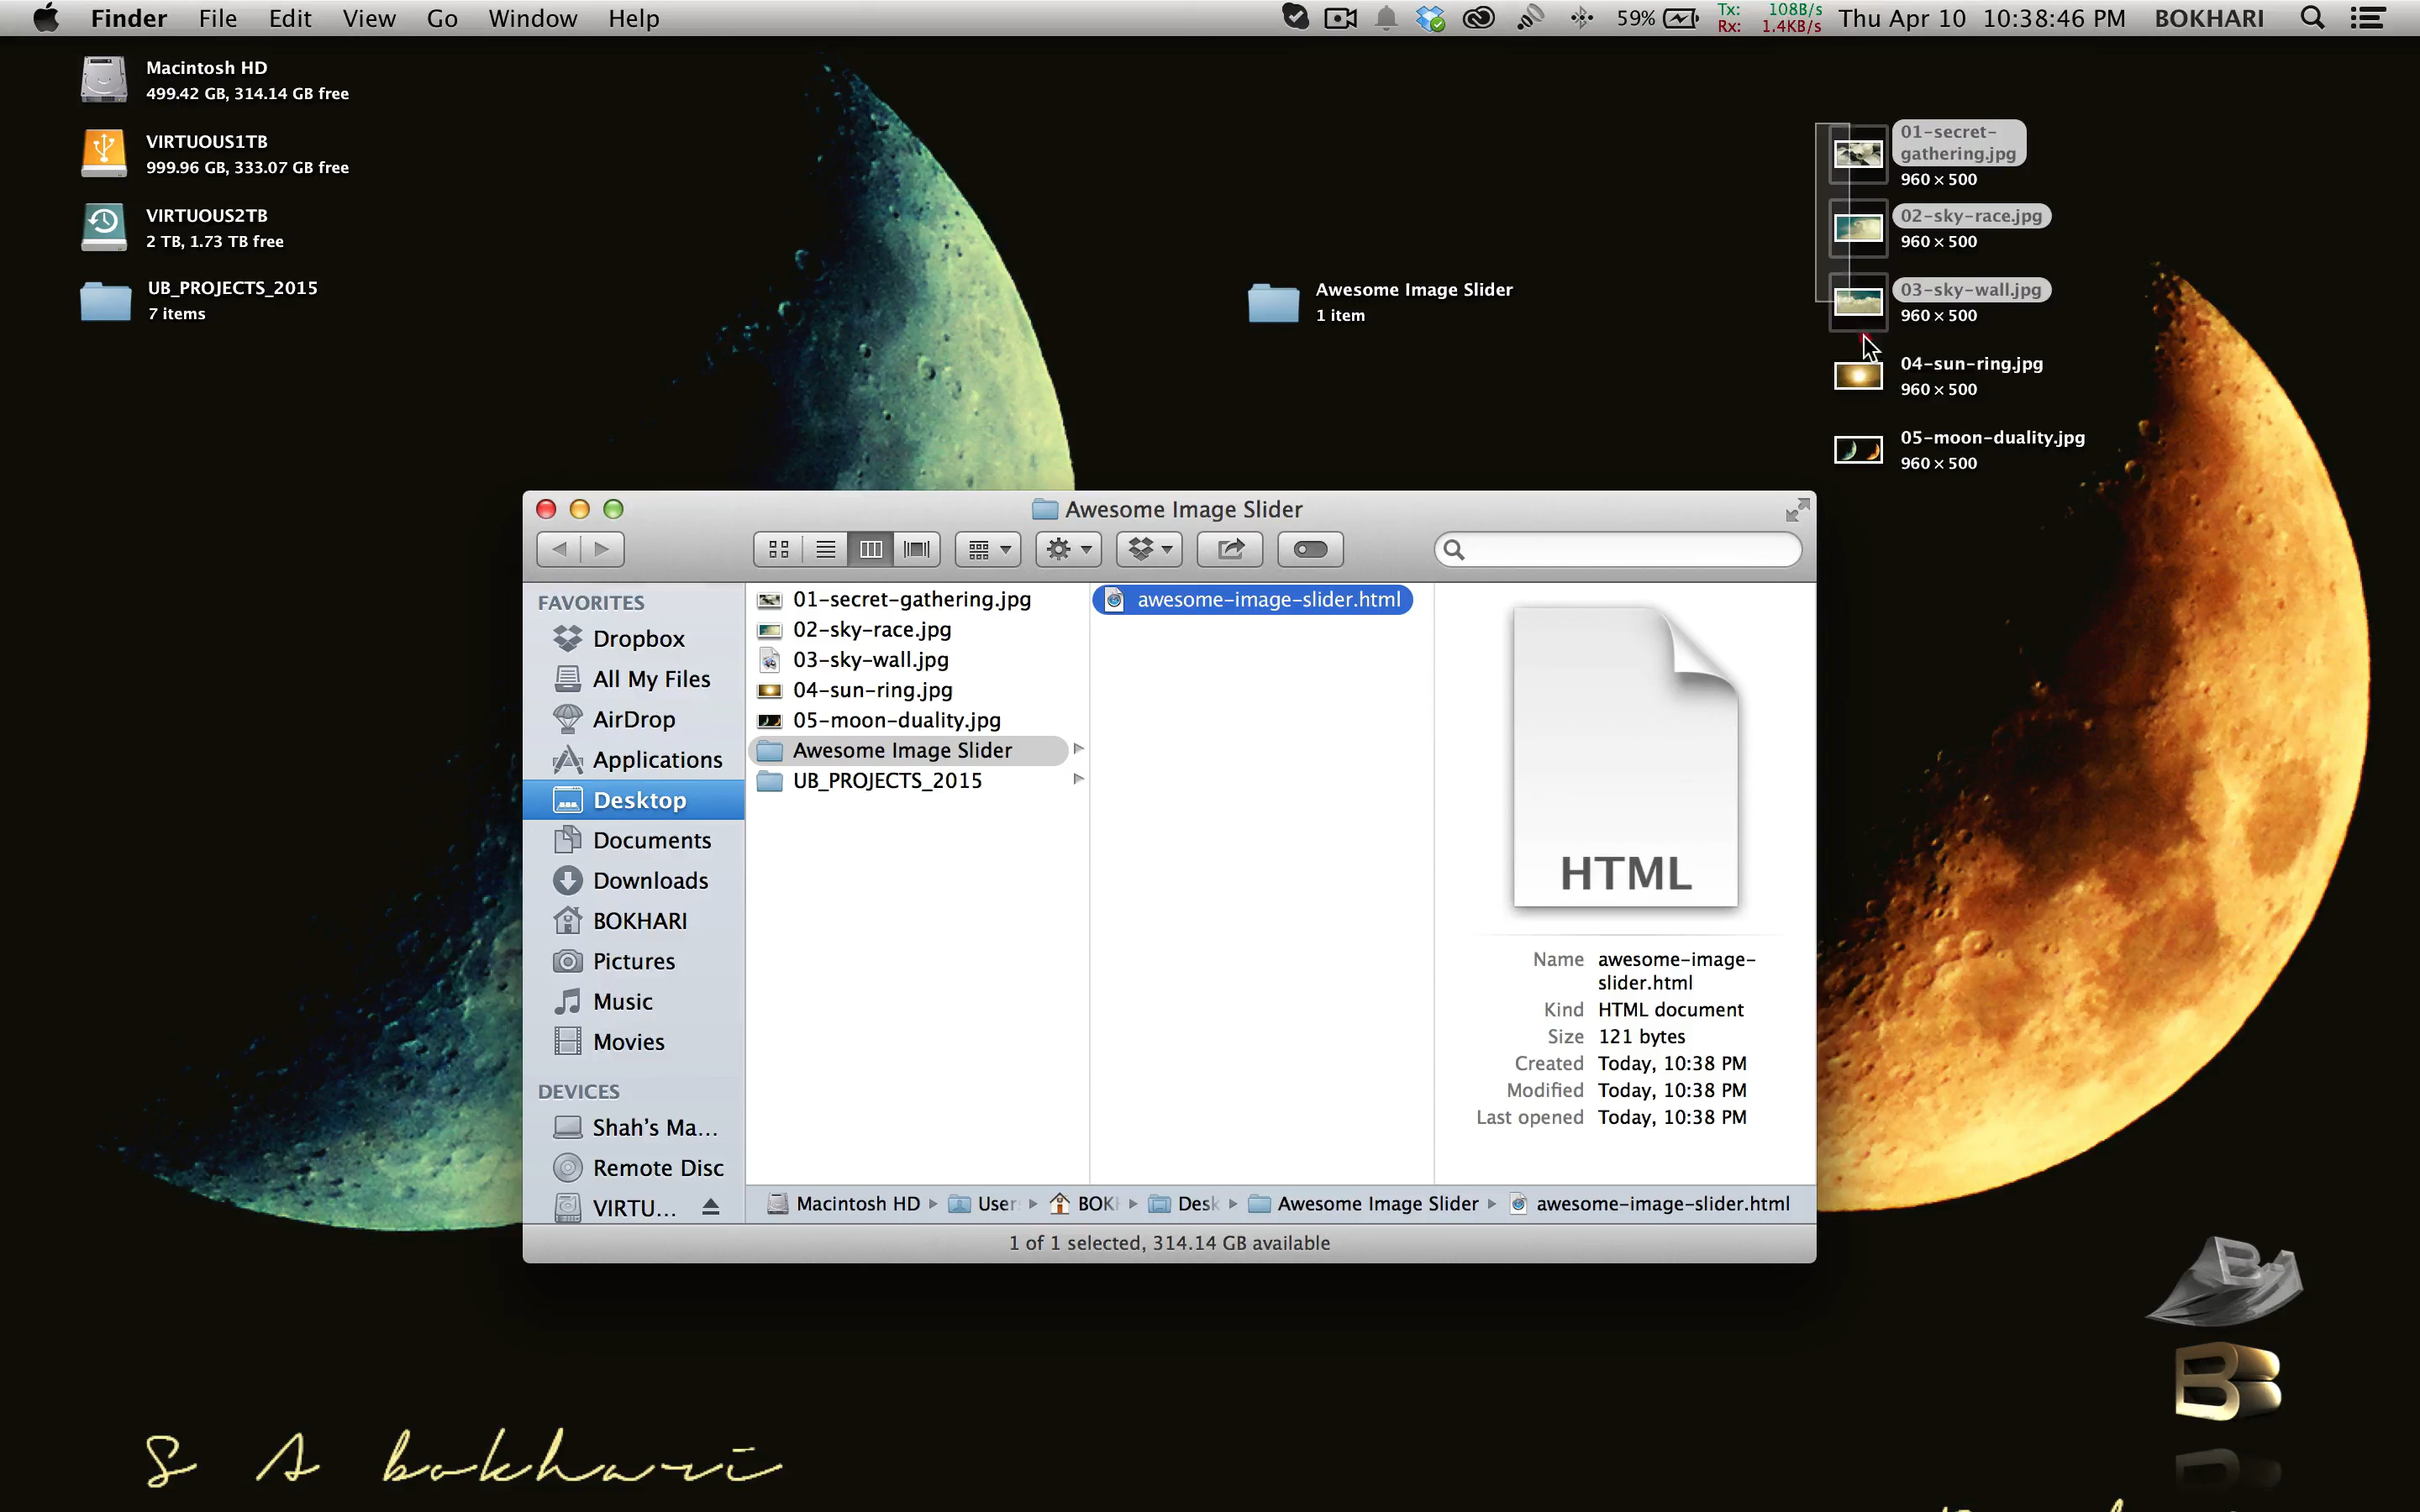 Finder File Edit View Go Window Help
59% Tx: 108B/s Rx: 1.4KB/s Thu Apr 10 10:38:46 PM BOKHARI
Macintosh HD
499.42 GB, 314.14 GB free
VIRTUOUS1TB
999.96 GB, 333.07 GB free
VIRTUOUS2TB
2 TB, 1.73 TB free
UB_PROJECTS_2015
7 items
Awesome Image Slider
1 item
01-secret-
gathering.jpg
960 × 500
02-sky-race.jpg
960 × 500
03-sky-wall.jpg
960 × 500
04-sun-ring.jpg
960 × 500
05-moon-duality.jpg
960 × 500
Awesome Image Slider
FAVORITES
Dropbox
All My Files
AirDrop
Applications
Desktop
Documents
Downloads
BOKHARI
Pictures
Music
Movies
DEVICES
Shah's Ma...
Remote Disc
VIRTU...
01-secret-gathering.jpg
02-sky-race.jpg
03-sky-wall.jpg
04-sun-ring.jpg
05-moon-duality.jpg
Awesome Image Slider
UB_PROJECTS_2015
awesome-image-slider.html
HTML
Name awesome-image-
slider.html
Kind HTML document
Size 121 bytes
Created Today, 10:38 PM
Modified Today, 10:38 PM
Last opened Today, 10:38 PM
Macintosh HD User BOK Desk Awesome Image Slider awesome-image-slider.html
1 of 1 selected, 314.14 GB available
B
S A bokhari